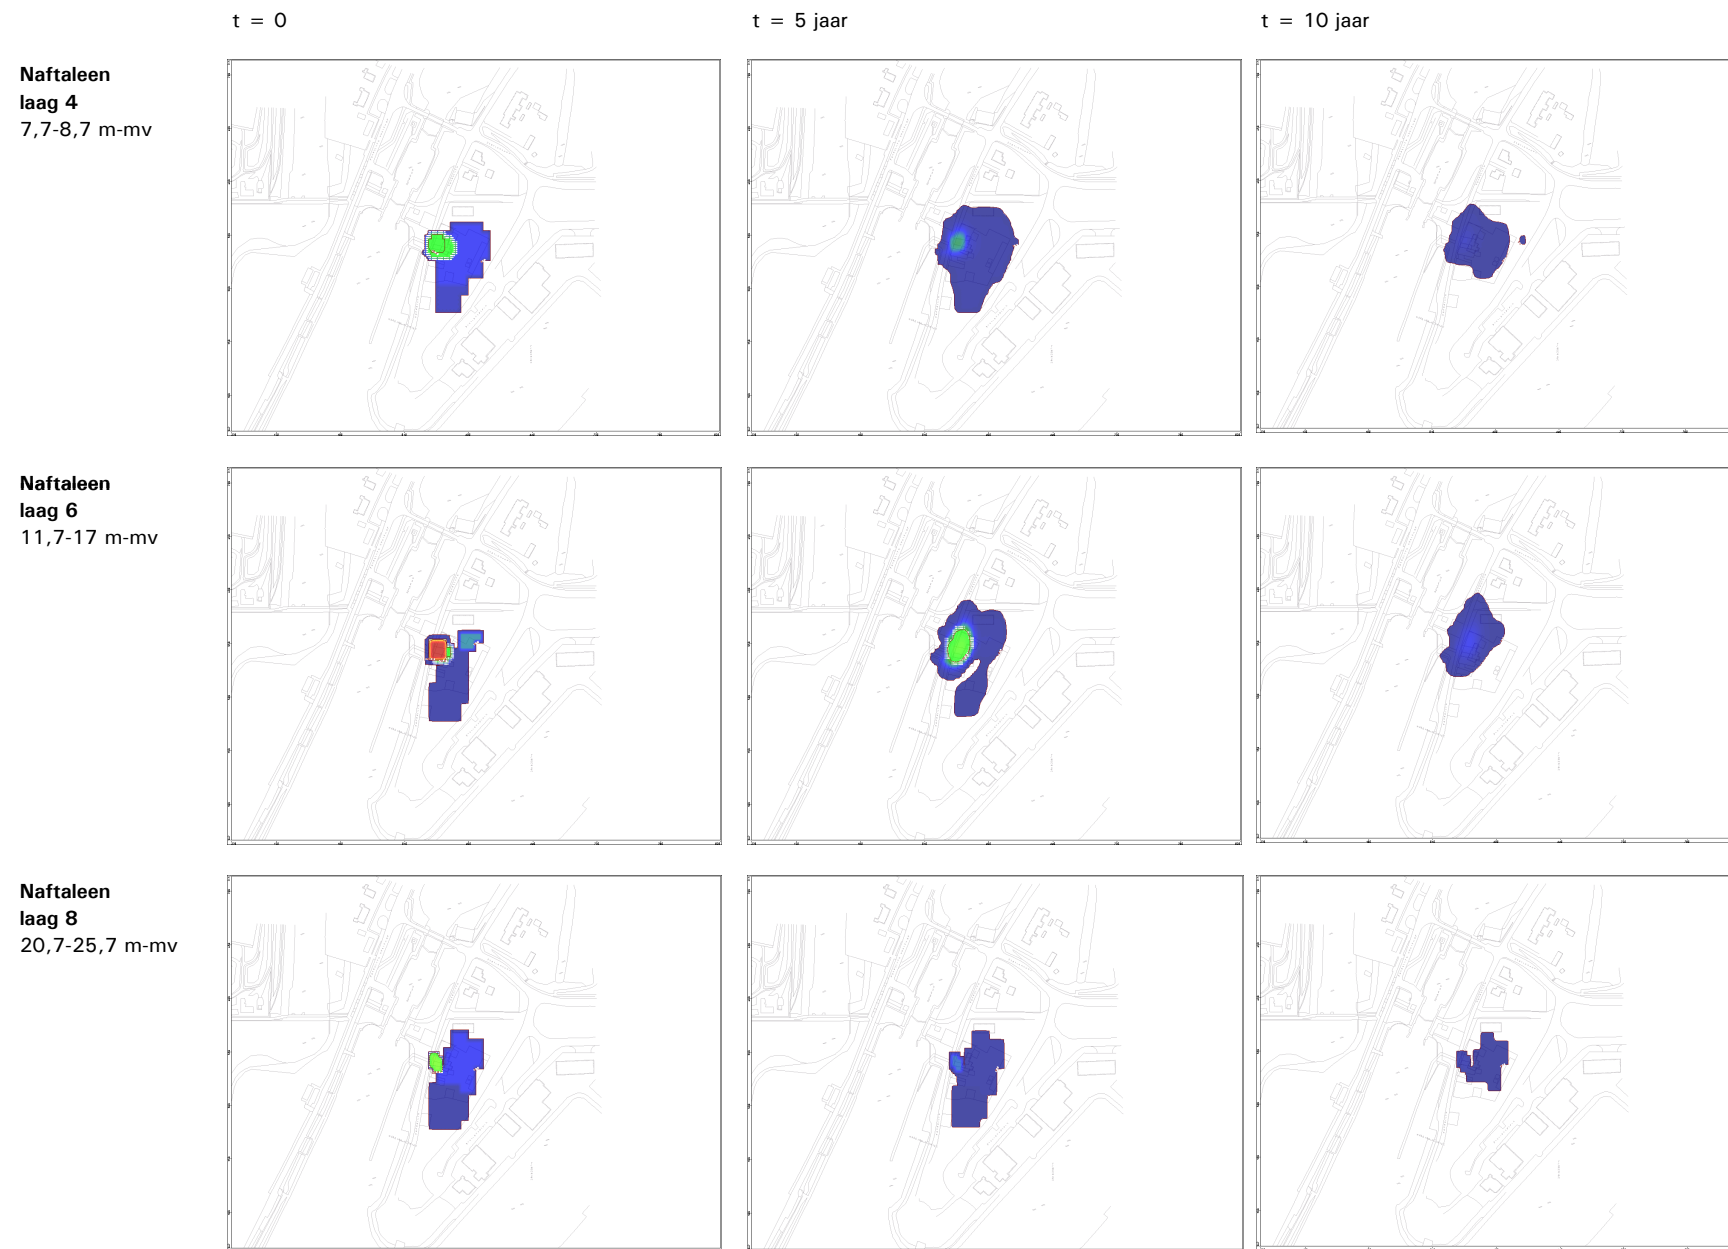 t = 0
t = 5 jaar
t = 10 jaar
Naftaleen
laag 4
7,7-8,7 m-mv
Naftaleen
laag 6
11,7-17 m-mv
Naftaleen
laag 8
20,7-25,7 m-mv